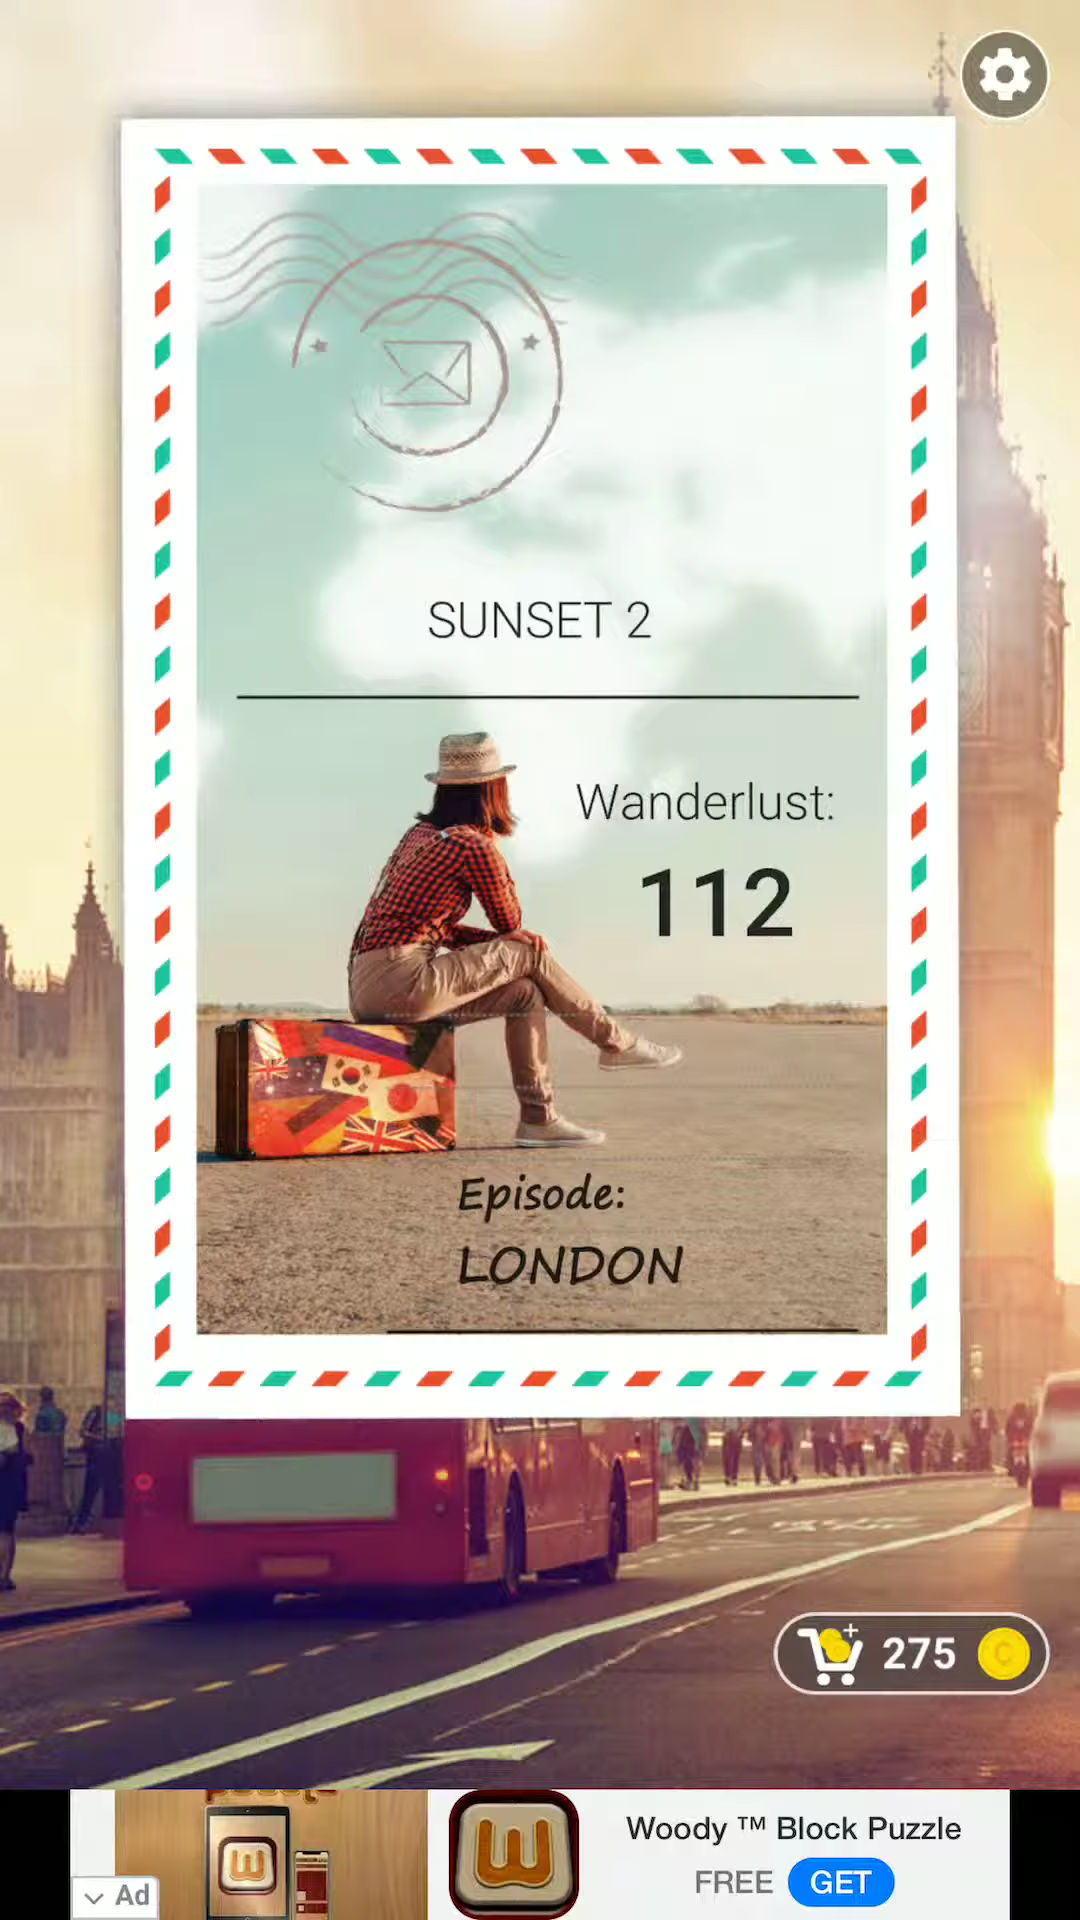 SUNSET 2
Wanderlust:
112
Episode:
LONDON
275
Woody ™ Block Puzzle
FREE GET
Ad